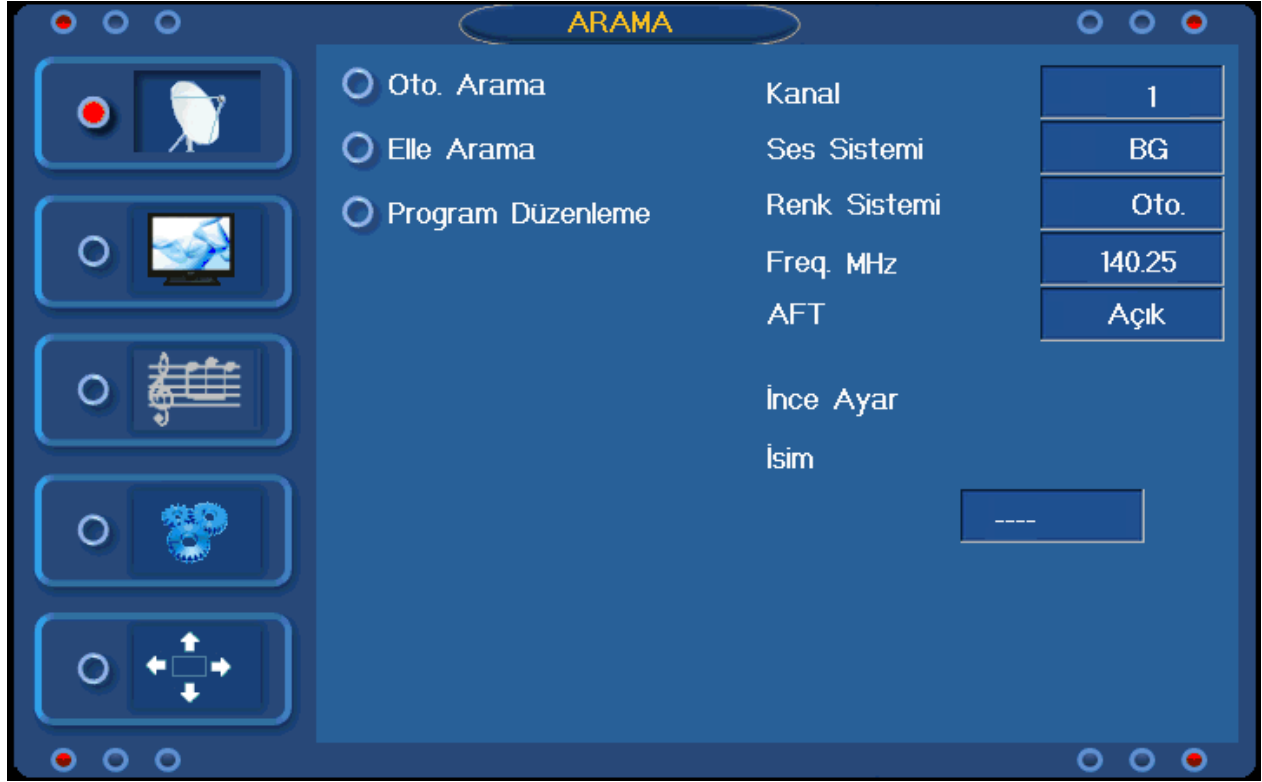 ARAMA
Oto. Arama
Elle Arama
Program Düzenleme
Kanal 1
Ses Sistemi BG
Renk Sistemi Oto.
Freq. MHz 140.25
AFT Açık
İnce Ayar
İsim
----